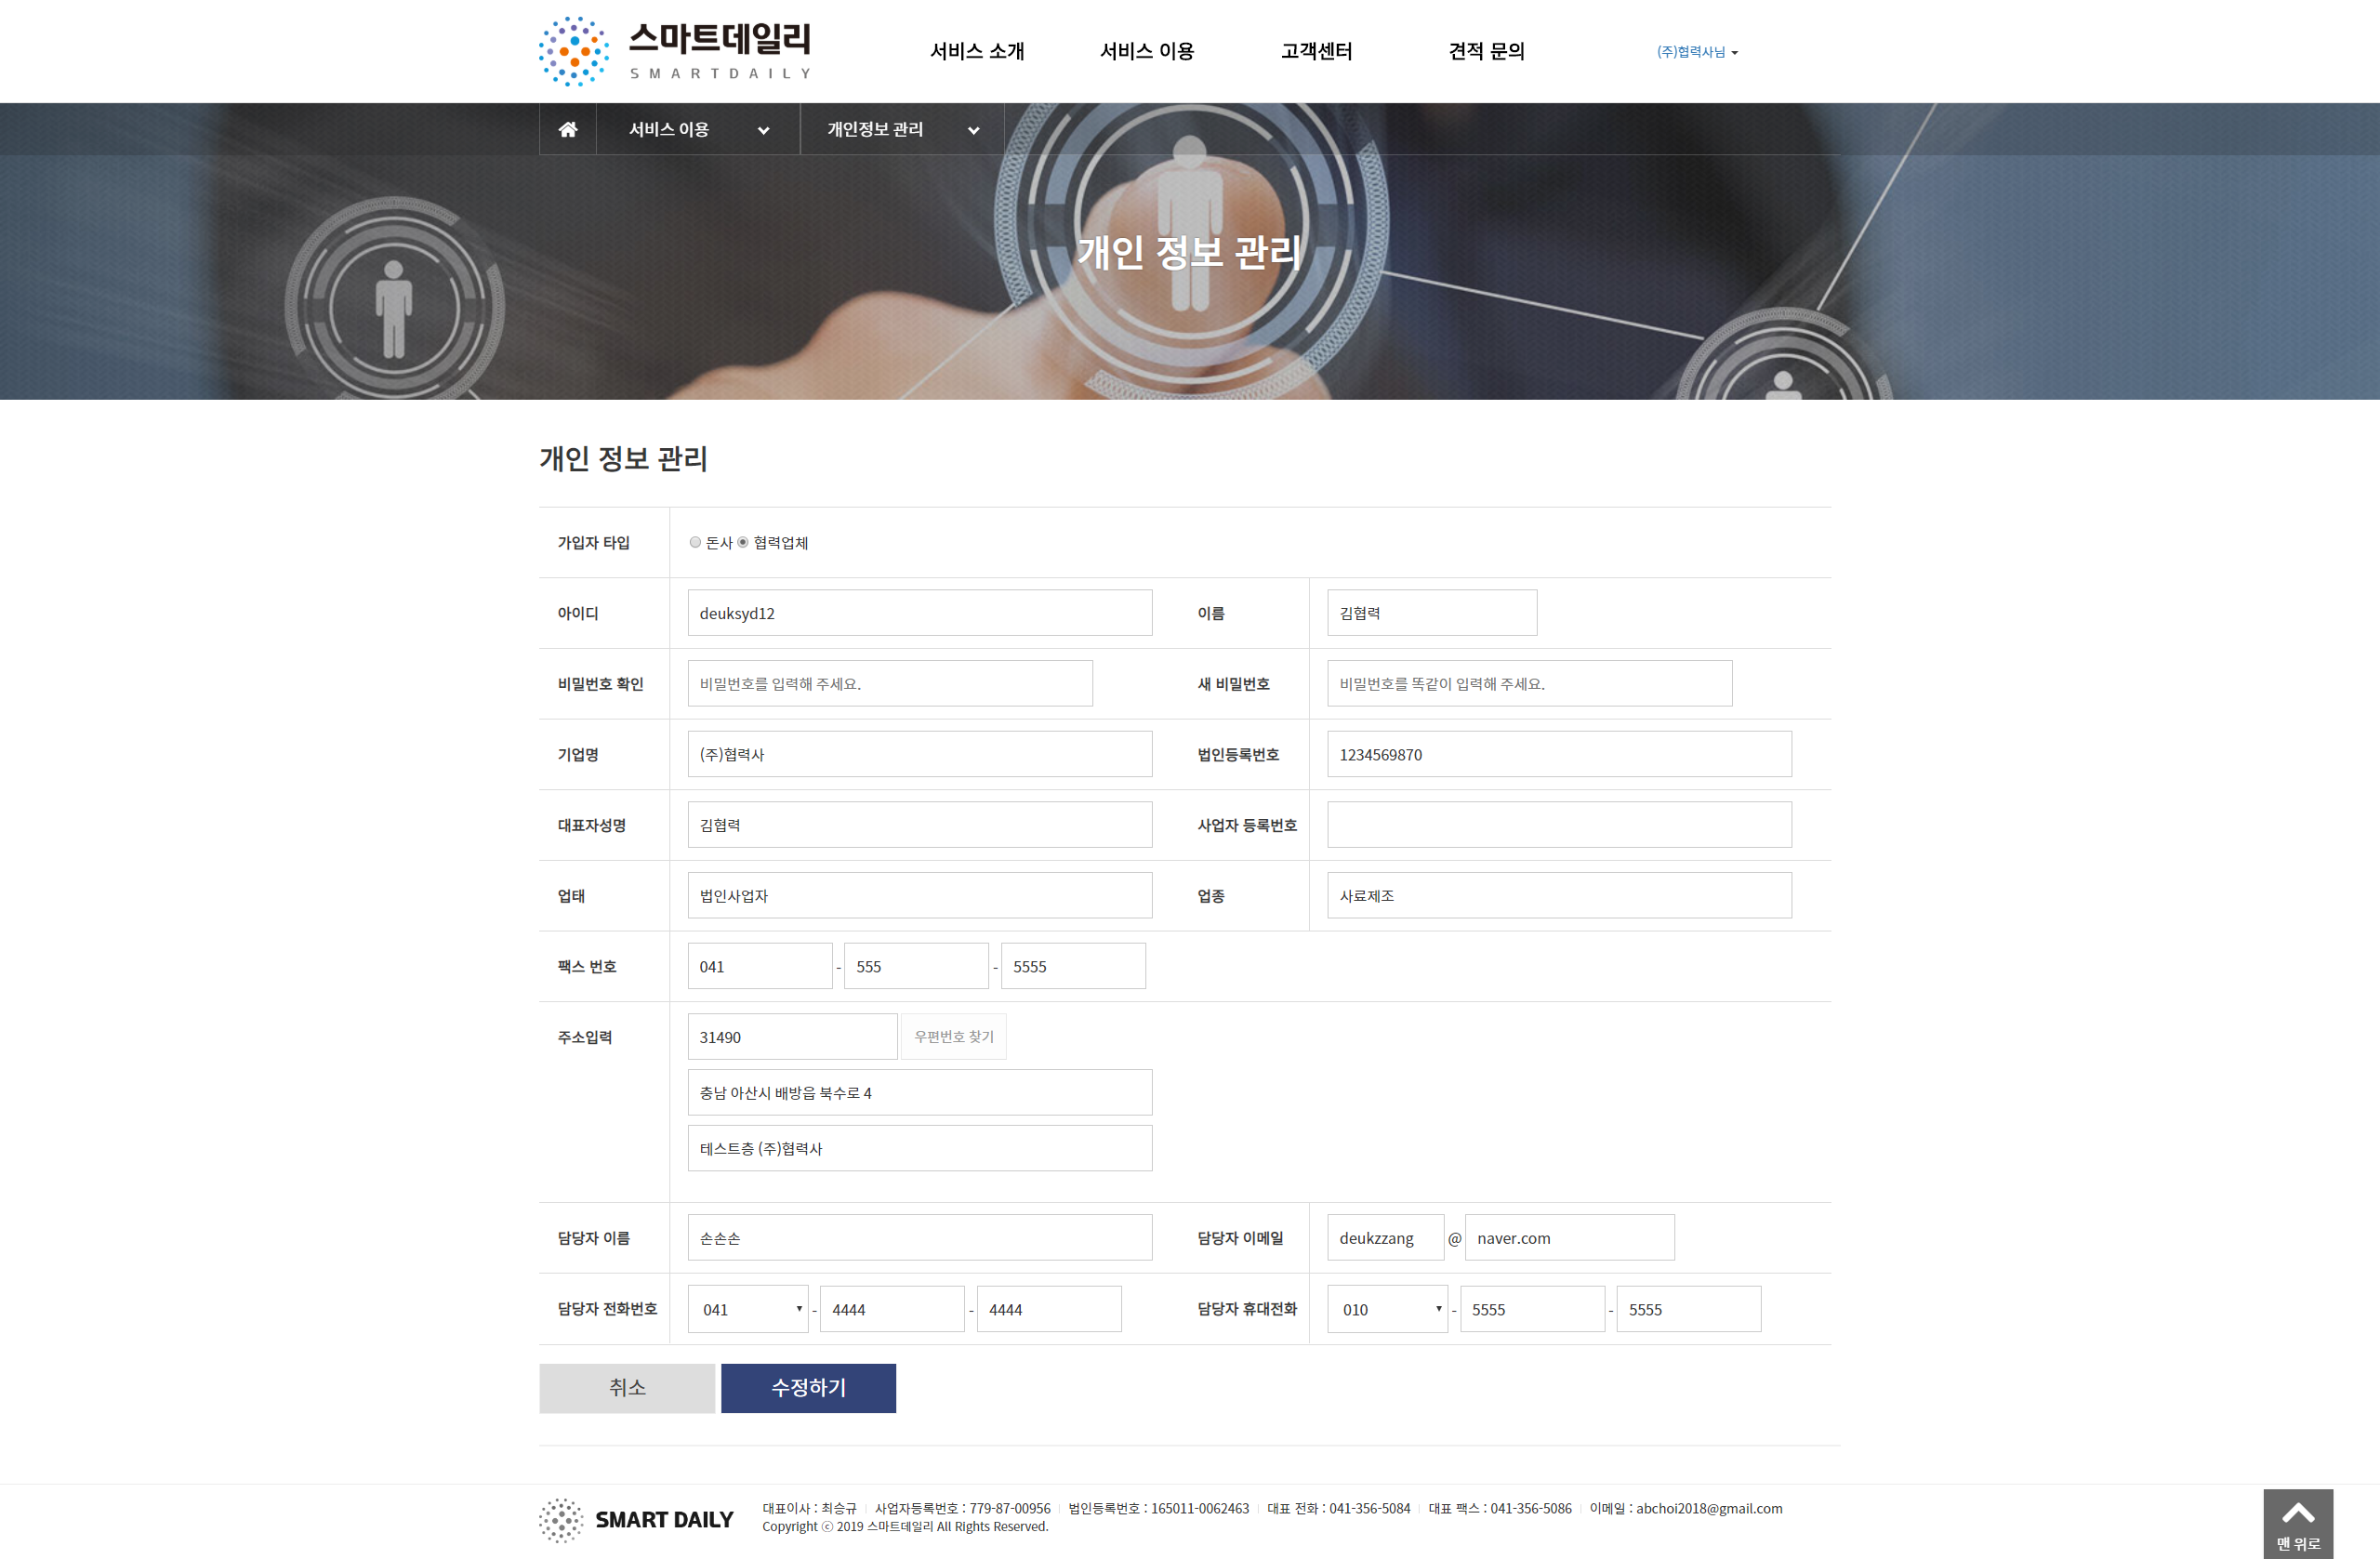 스마트데일리
SMARTDAILY
서비스 소개 서비스 이용 고객센터 견적 문의 (주)협력사님
서비스 이용 개인정보 관리
개인 정보 관리
개인 정보 관리
가입자 타입 돈사 협력업체
아이디 deuksyd12 이름 김협력
비밀번호 확인 비밀번호를 입력해 주세요. 새 비밀번호 비밀번호를 똑같이 입력해 주세요.
기업명 (주)협력사 법인등록번호 1234569870
대표자성명 김협력 사업자 등록번호
업태 법인사업자 업종 사료제조
팩스 번호 041 - 555 - 5555
주소입력 31490 우편번호 찾기
충남 아산시 배방읍 북수로 4
테스트층 (주)협력사
담당자 이름 손손손 담당자 이메일 deukzzang @ naver.com
담당자 전화번호 041 - 4444 - 4444 담당자 휴대전화 010 - 5555 - 5555
취소 수정하기
SMART DAILY
대표이사 : 최승규 사업자등록번호 : 779-87-00956 법인등록번호 : 165011-0062463 대표 전화 : 041-356-5084 대표 팩스 : 041-356-5086 이메일 : abchoi2018@gmail.com
Copyright ⓒ 2019 스마트데일리 All Rights Reserved.
맨 위로